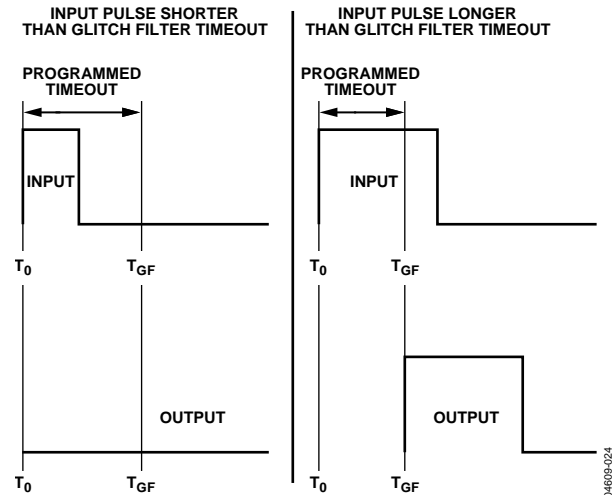 INPUT PULSE SHORTER
THAN GLITCH FILTER TIMEOUT
INPUT PULSE LONGER
THAN GLITCH FILTER TIMEOUT
PROGRAMMED
TIMEOUT
PROGRAMMED
TIMEOUT
INPUT
INPUT
T0
TGF
T0
TGF
OUTPUT
OUTPUT
T0
TGF
T0
TGF
04609-024